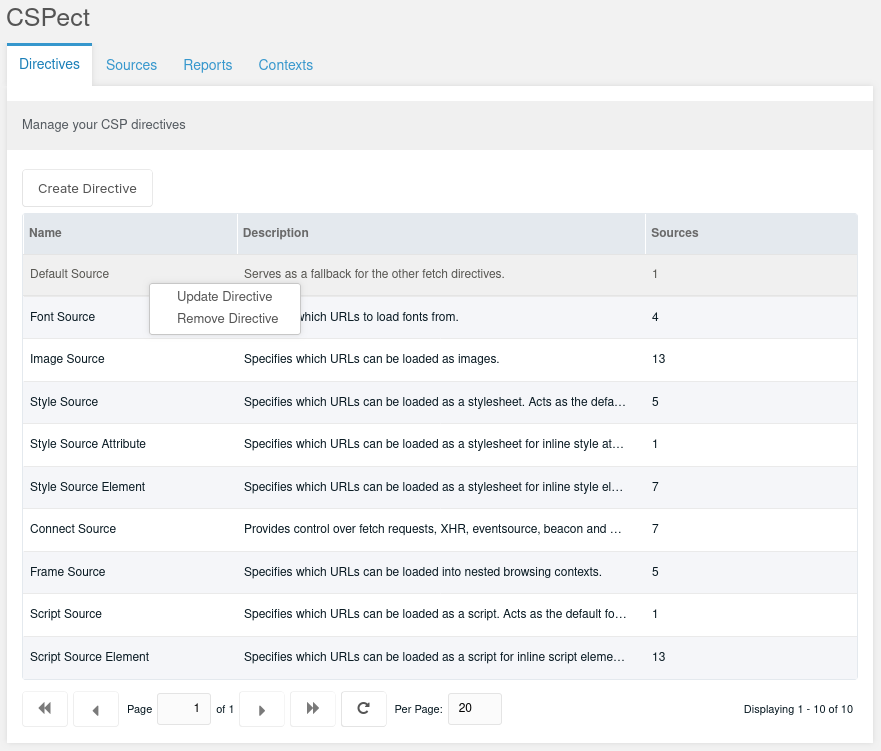 CSPect
Directives Sources Reports Contexts
Manage your CSP directives
Create Directive
Name Description Sources
Default Source Serves as a fallback for the other fetch directives. 1
Update Directive
Remove Directive
Font Source which URLs to load fonts from. 4
Image Source Specifies which URLs can be loaded as images. 13
Style Source Specifies which URLs can be loaded as a stylesheet. Acts as the defa… 5
Style Source Attribute Specifies which URLs can be loaded as a stylesheet for inline style at… 1
Style Source Element Specifies which URLs can be loaded as a stylesheet for inline style el… 7
Connect Source Provides control over fetch requests, XHR, eventsource, beacon and … 7
Frame Source Specifies which URLs can be loaded into nested browsing contexts. 5
Script Source Specifies which URLs can be loaded as a script. Acts as the default fo… 1
Script Source Element Specifies which URLs can be loaded as a script for inline script eleme… 13
Page 1 of 1 Per Page: 20 Displaying 1 - 10 of 10